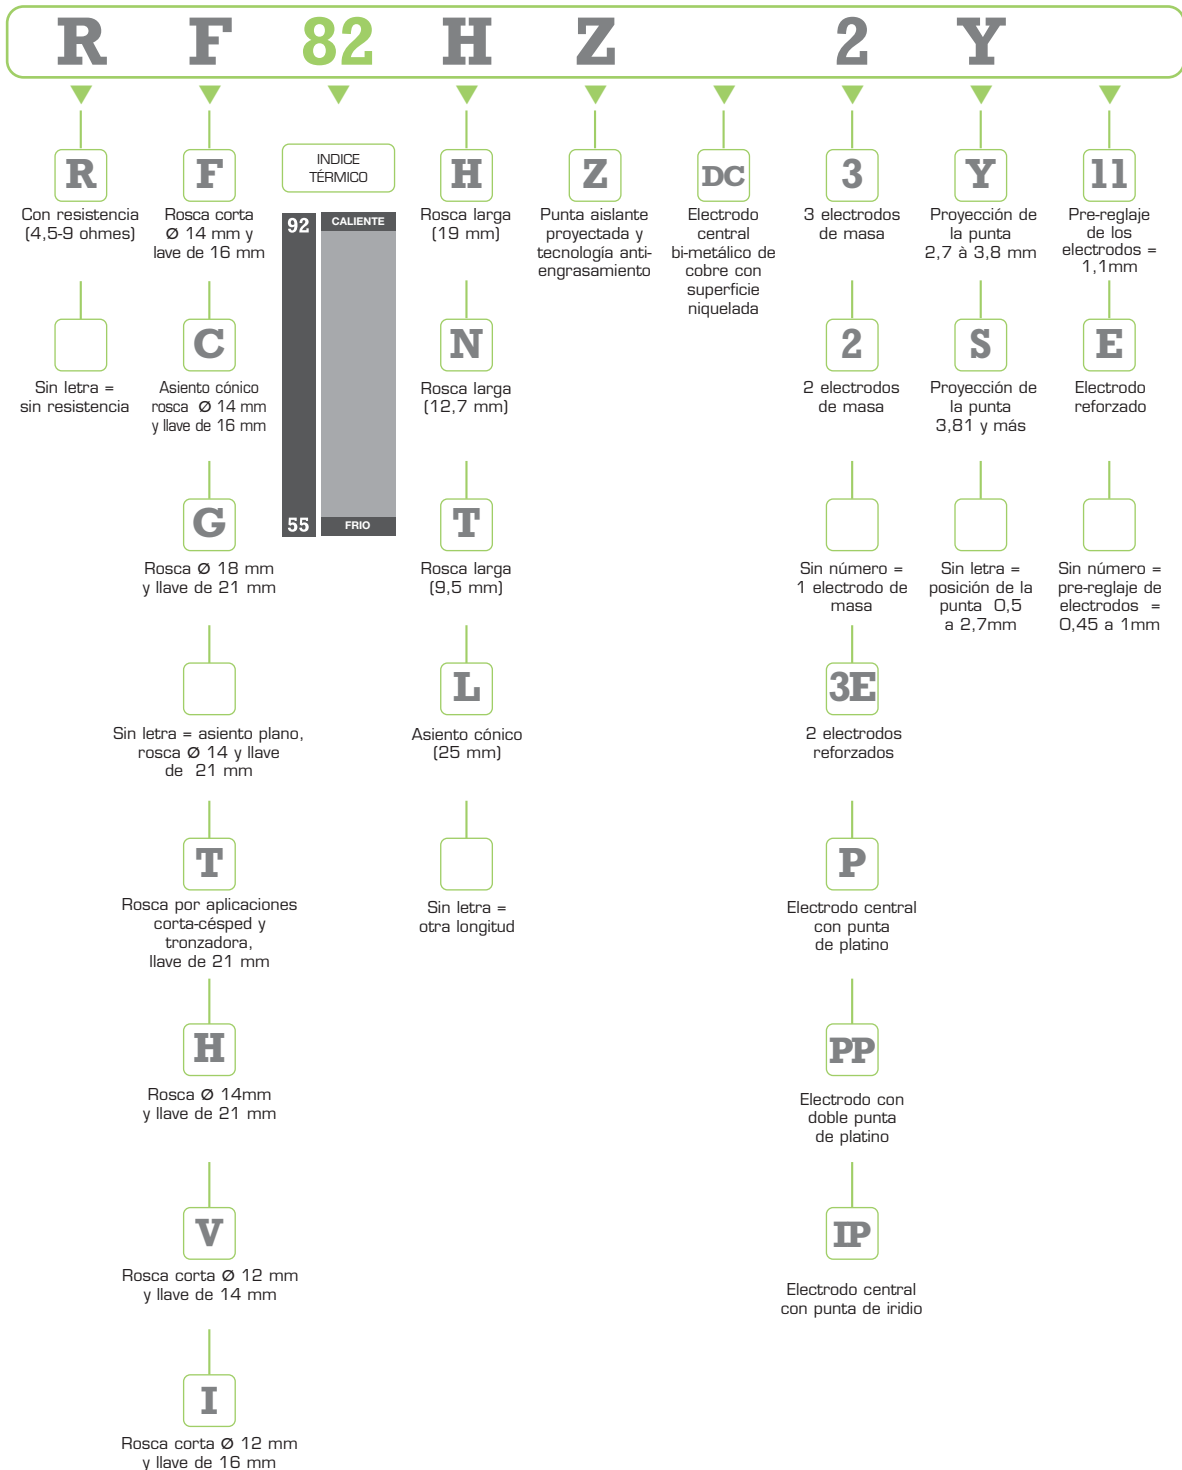 R F 82 H Z 2 Y
R
Con resistencia
(4,5-9 ohmes)
Sin letra =
sin resistencia
F
Rosca corta
Ø 14 mm y
lave de 16 mm
C
Asiento cónico
rosca Ø 14 mm
y llave de 16 mm
G
Rosca Ø 18 mm
y llave de 21 mm
Sin letra = asiento plano,
rosca Ø 14 y llave
de 21 mm
T
Rosca por aplicaciones
corta-césped y
tronzadora,
llave de 21 mm
H
Rosca Ø 14mm
y llave de 21 mm
V
Rosca corta Ø 12 mm
y llave de 14 mm
I
Rosca corta Ø 12 mm
y llave de 16 mm
INDICE
TÉRMICO
92 CALIENTE
55 FRIO
H
Rosca larga
(19 mm)
N
Rosca larga
(12,7 mm)
T
Rosca larga
(9,5 mm)
L
Asiento cónico
(25 mm)
Sin letra =
otra longitud
Z
Punta aislante
proyectada y
tecnología anti-
engrasamiento
DC
Electrodo
central
bi-metálico de
cobre con
superficie
niquelada
3
3 electrodos
de masa
2
2 electrodos
de masa
Sin número =
1 electrodo de
masa
3E
2 electrodos
reforzados
P
Electrodo central
con punta
de platino
PP
Electrodo con
doble punta
de platino
IP
Electrodo central
con punta de iridio
Y
Proyección de
la punta
2,7 à 3,8 mm
S
Proyección de
la punta
3,81 y más
Sin letra =
posición de la
punta 0,5
a 2,7mm
11
Pre-reglaje
de los
electrodos =
1,1mm
E
Electrodo
reforzado
Sin número =
pre-reglaje de
electrodos =
0,45 a 1mm